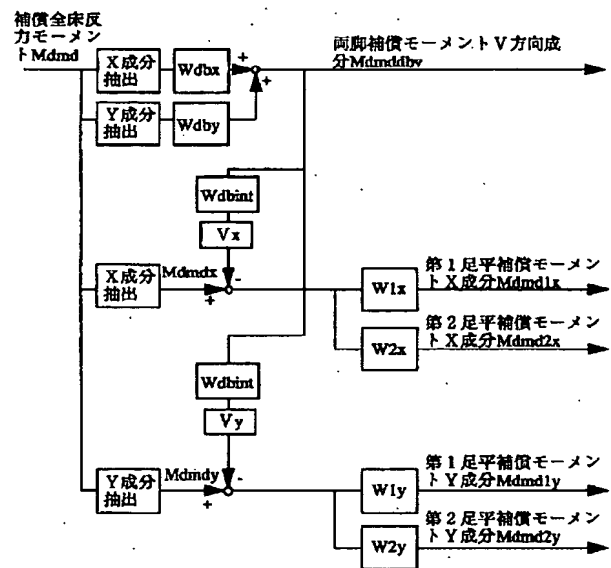 補償全床反
力モーメン
トMdmd
X成分
抽出
Wdbx
+
+
両脚補償モーメントV方向成
分Mdmddbv
Y成分
抽出
Wdby
Wdbint
Vx
X成分
抽出
Mdmdx
+
-
W1x
第1足平補償モーメン
トX成分Mdmd1x
W2x
第2足平補償モーメン
トX成分Mdmd2x
Wdbint
Vy
Y成分
抽出
Mdmdy
+
-
W1y
第1足平補償モーメン
トY成分Mdmd1y
W2y
第2足平補償モーメン
トY成分Mdmd2y